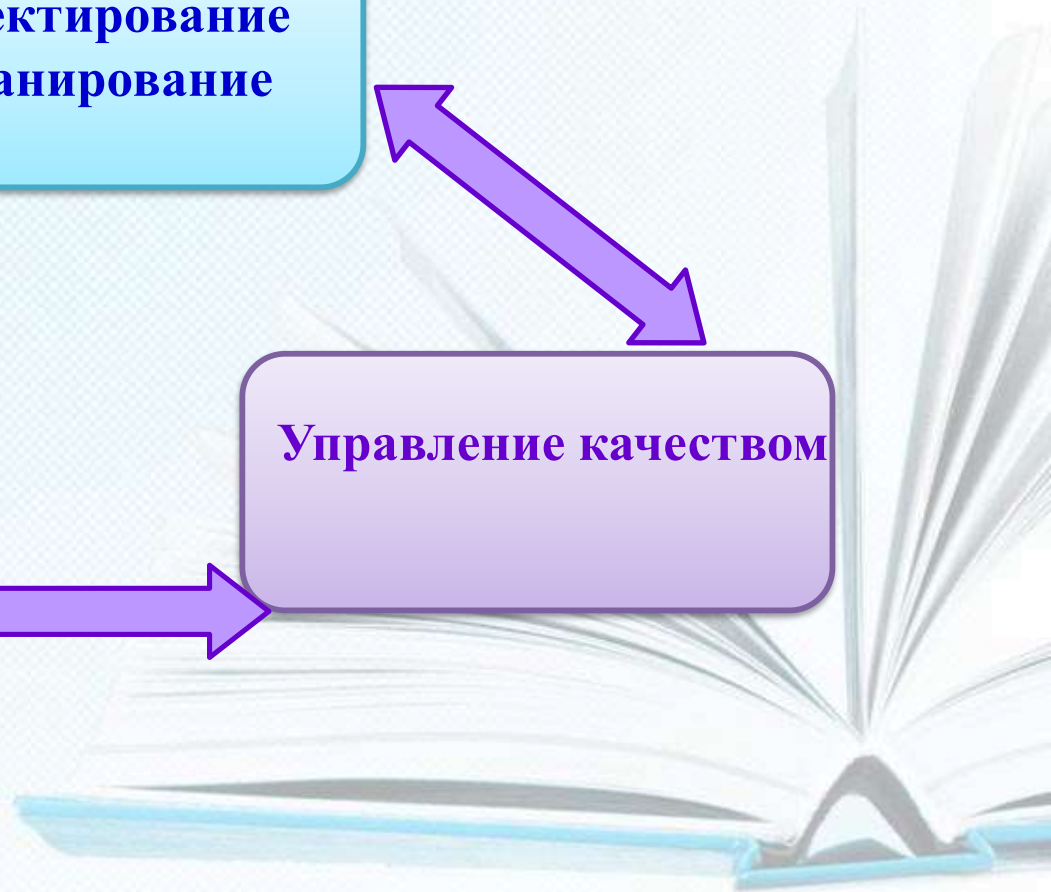 ектирование
анирование
Управление качеством